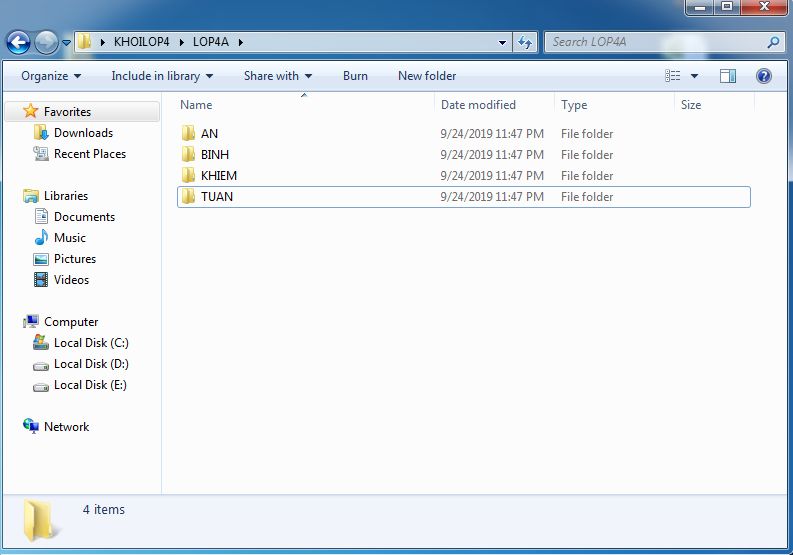 KHOILOP4 LOP4A Search LOP4A
Organize Include in library Share with Burn New folder
Name Date modified Type Size
Favorites
Downloads
Recent Places
Libraries
Documents
Music
Pictures
Videos
Computer
Local Disk (C:)
Local Disk (D:)
Local Disk (E:)
Network
AN 9/24/2019 11:47 PM File folder
BINH 9/24/2019 11:47 PM File folder
KHIEM 9/24/2019 11:47 PM File folder
TUAN 9/24/2019 11:47 PM File folder
4 items